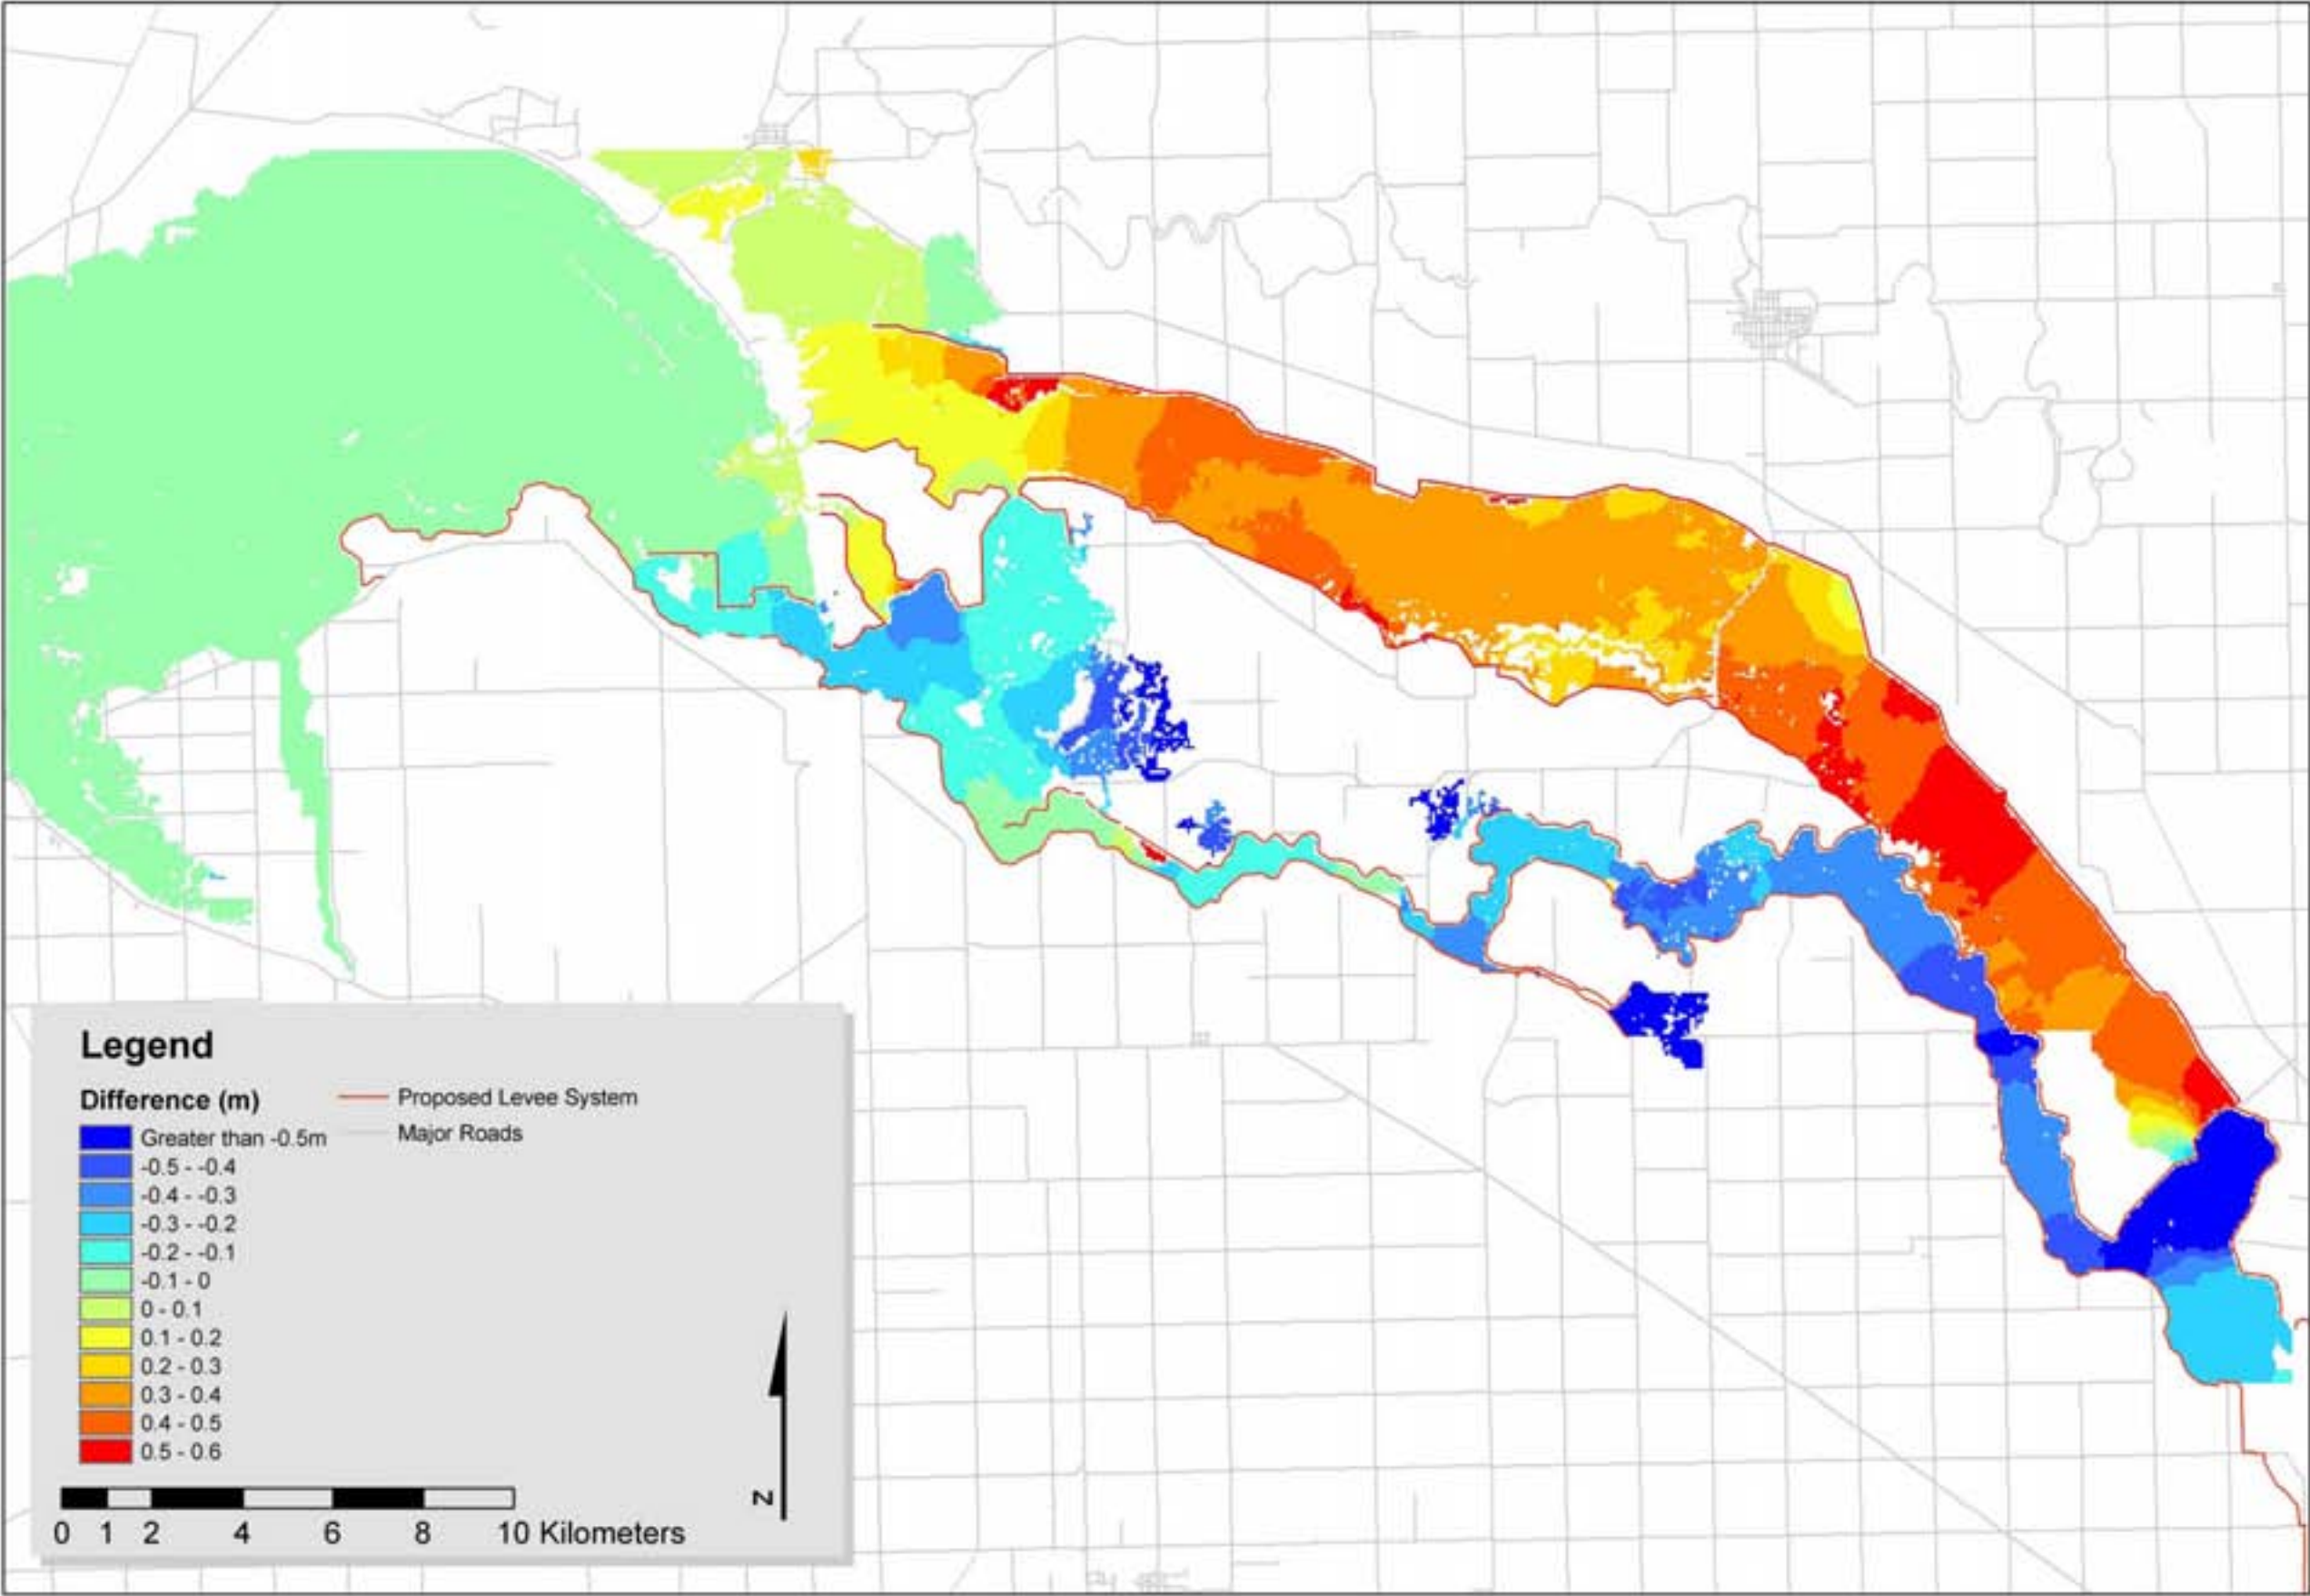 Legend
Difference (m)
Proposed Levee System
Major Roads
Greater than -0.5m
-0.5 - -0.4
-0.4 - -0.3
-0.3 - -0.2
-0.2 - -0.1
-0.1 - 0
0 - 0.1
0.1 - 0.2
0.2 - 0.3
0.3 - 0.4
0.4 - 0.5
0.5 - 0.6
N
0 1 2 4 6 8 10 Kilometers